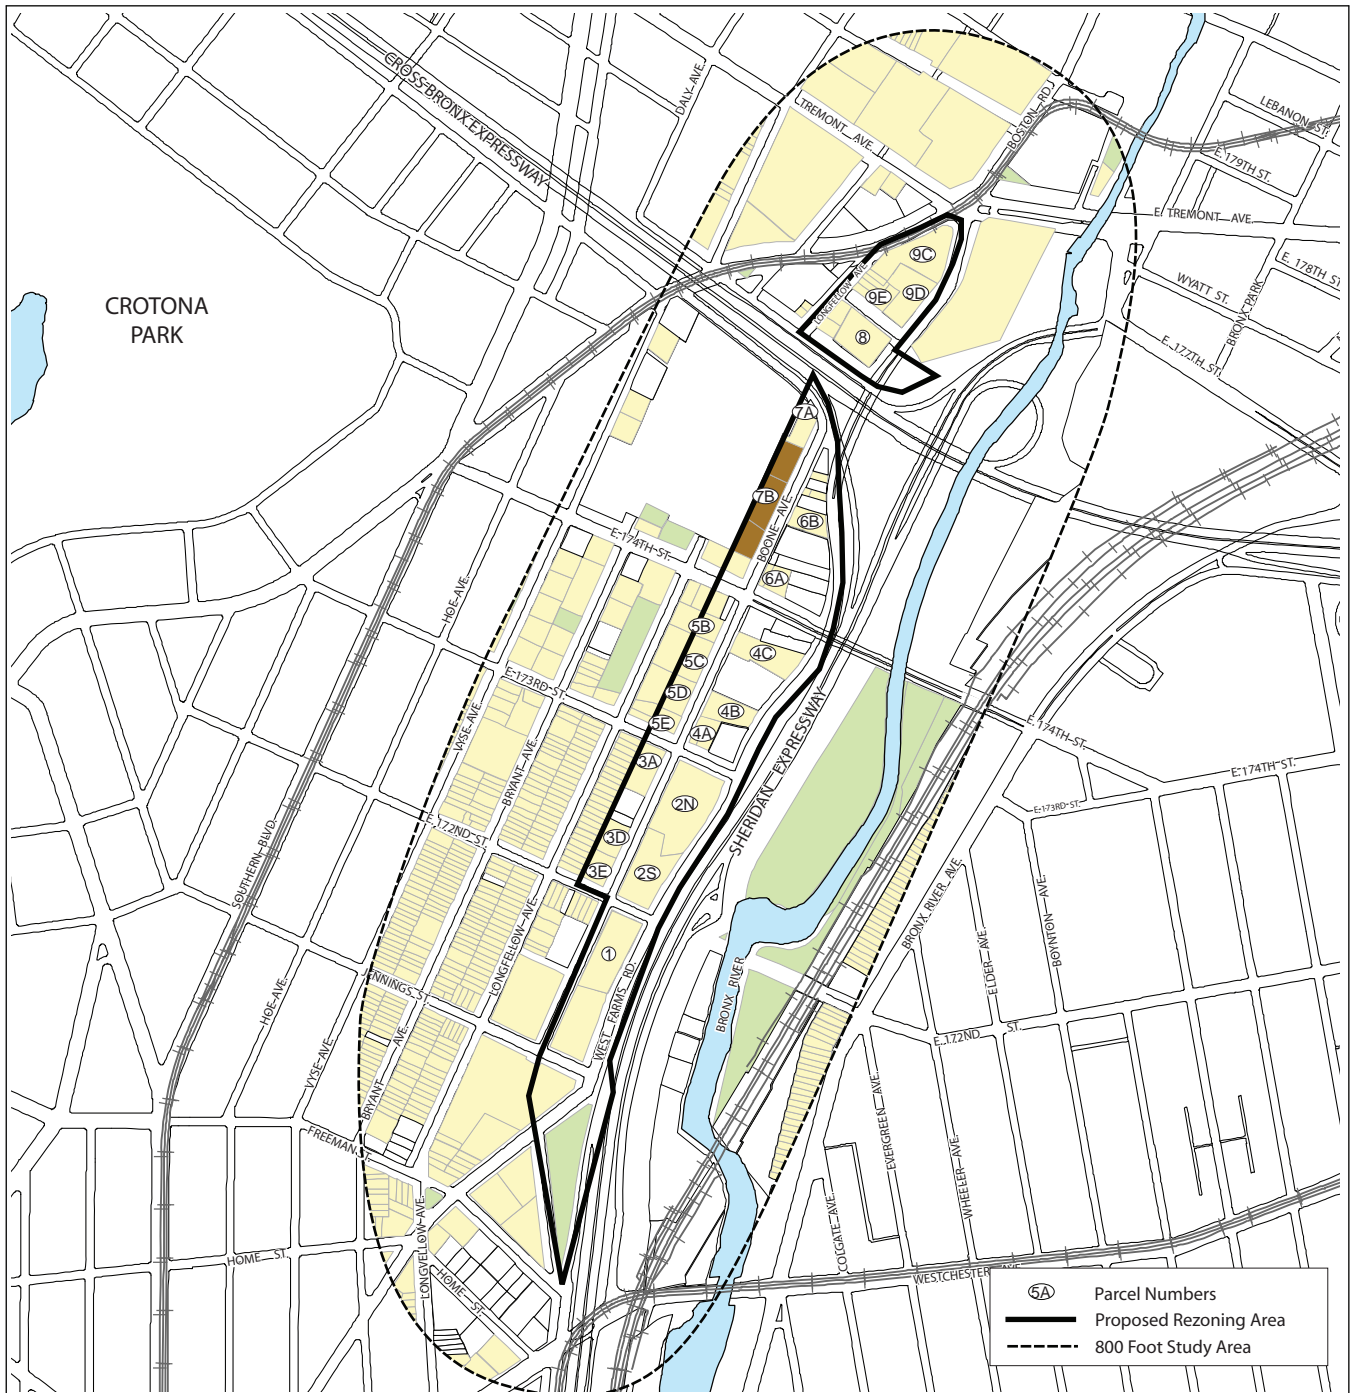 CROSS BRONX EXPRESSWAY
DALY AVE.
TREMONT AVE.
BOSTON RD.
LEBANON ST.
E. 179TH ST.
E. TREMONT AVE.
E. 178TH ST.
WYATT ST.
BRONX PARK
E. 177TH ST.
CROTONA
PARK
LONGFELLOW AVE.
9C
9D
9E
8
7A
7B
BOONE AVE.
6B
6A
E. 174TH ST.
HOE AVE.
5B
5C
4C
5D
4B
5E
4A
E. 173RD ST.
VYSE AVE.
BRYANT AVE.
SHERIDAN EXPRESSWAY
E. 174TH ST.
E. 174TH ST.
E. 173RD ST.
3A
2N
3D
3E
2S
E. 172ND ST.
SOUTHERN BLVD
BRONX RIVER AVE.
ELDER AVE.
BOYNTON AVE.
LONGFELLOW AVE.
1
JENNINGS ST.
HOE AVE.
VYSE AVE.
BRYANT AVE.
WEST FARMS RD.
BRONX RIVER
E. 172ND ST.
FREEMAN ST.
COLGATE AVE.
EVERGREEN AVE.
WHEELER AVE.
HOME ST.
LONGVELLOW AVE.
HOME ST.
WESTCHESTER AVE.
5A Parcel Numbers
Proposed Rezoning Area
800 Foot Study Area